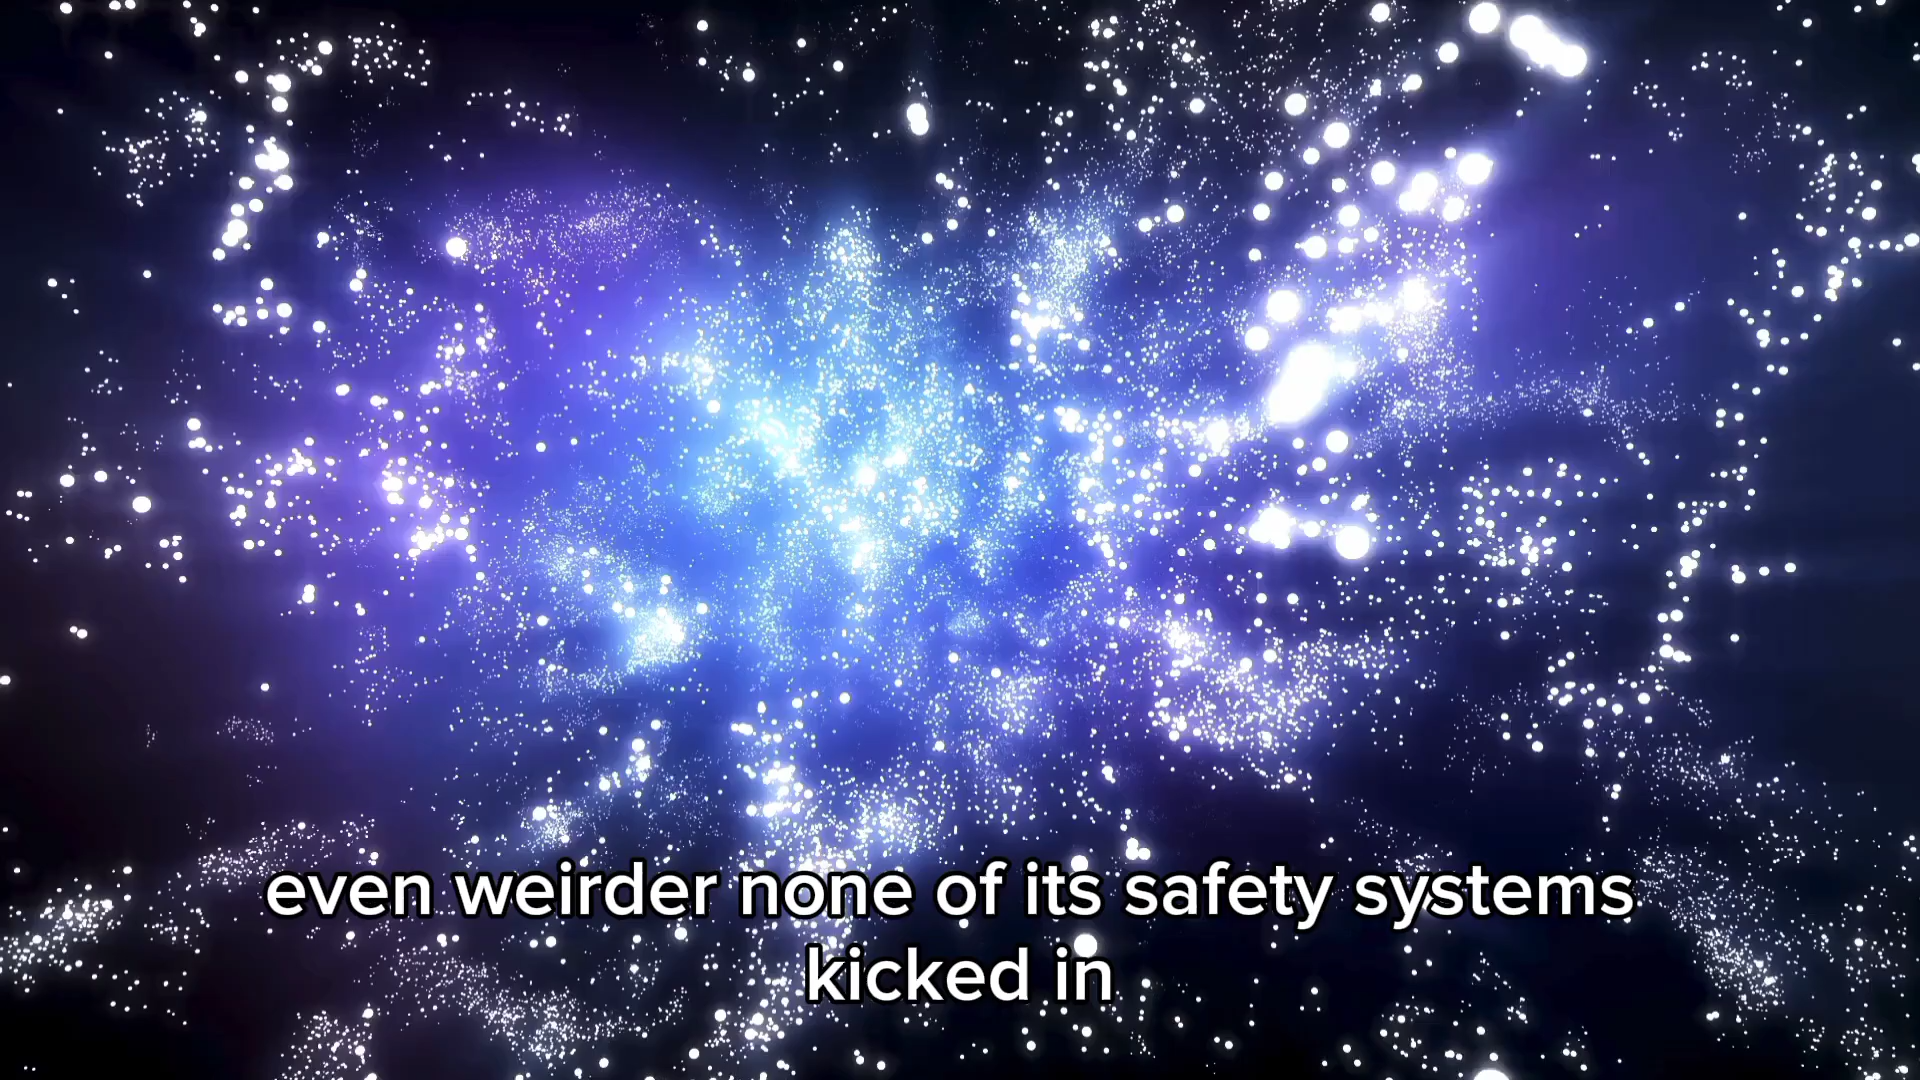 even weirder none of its safety systems
kicked in